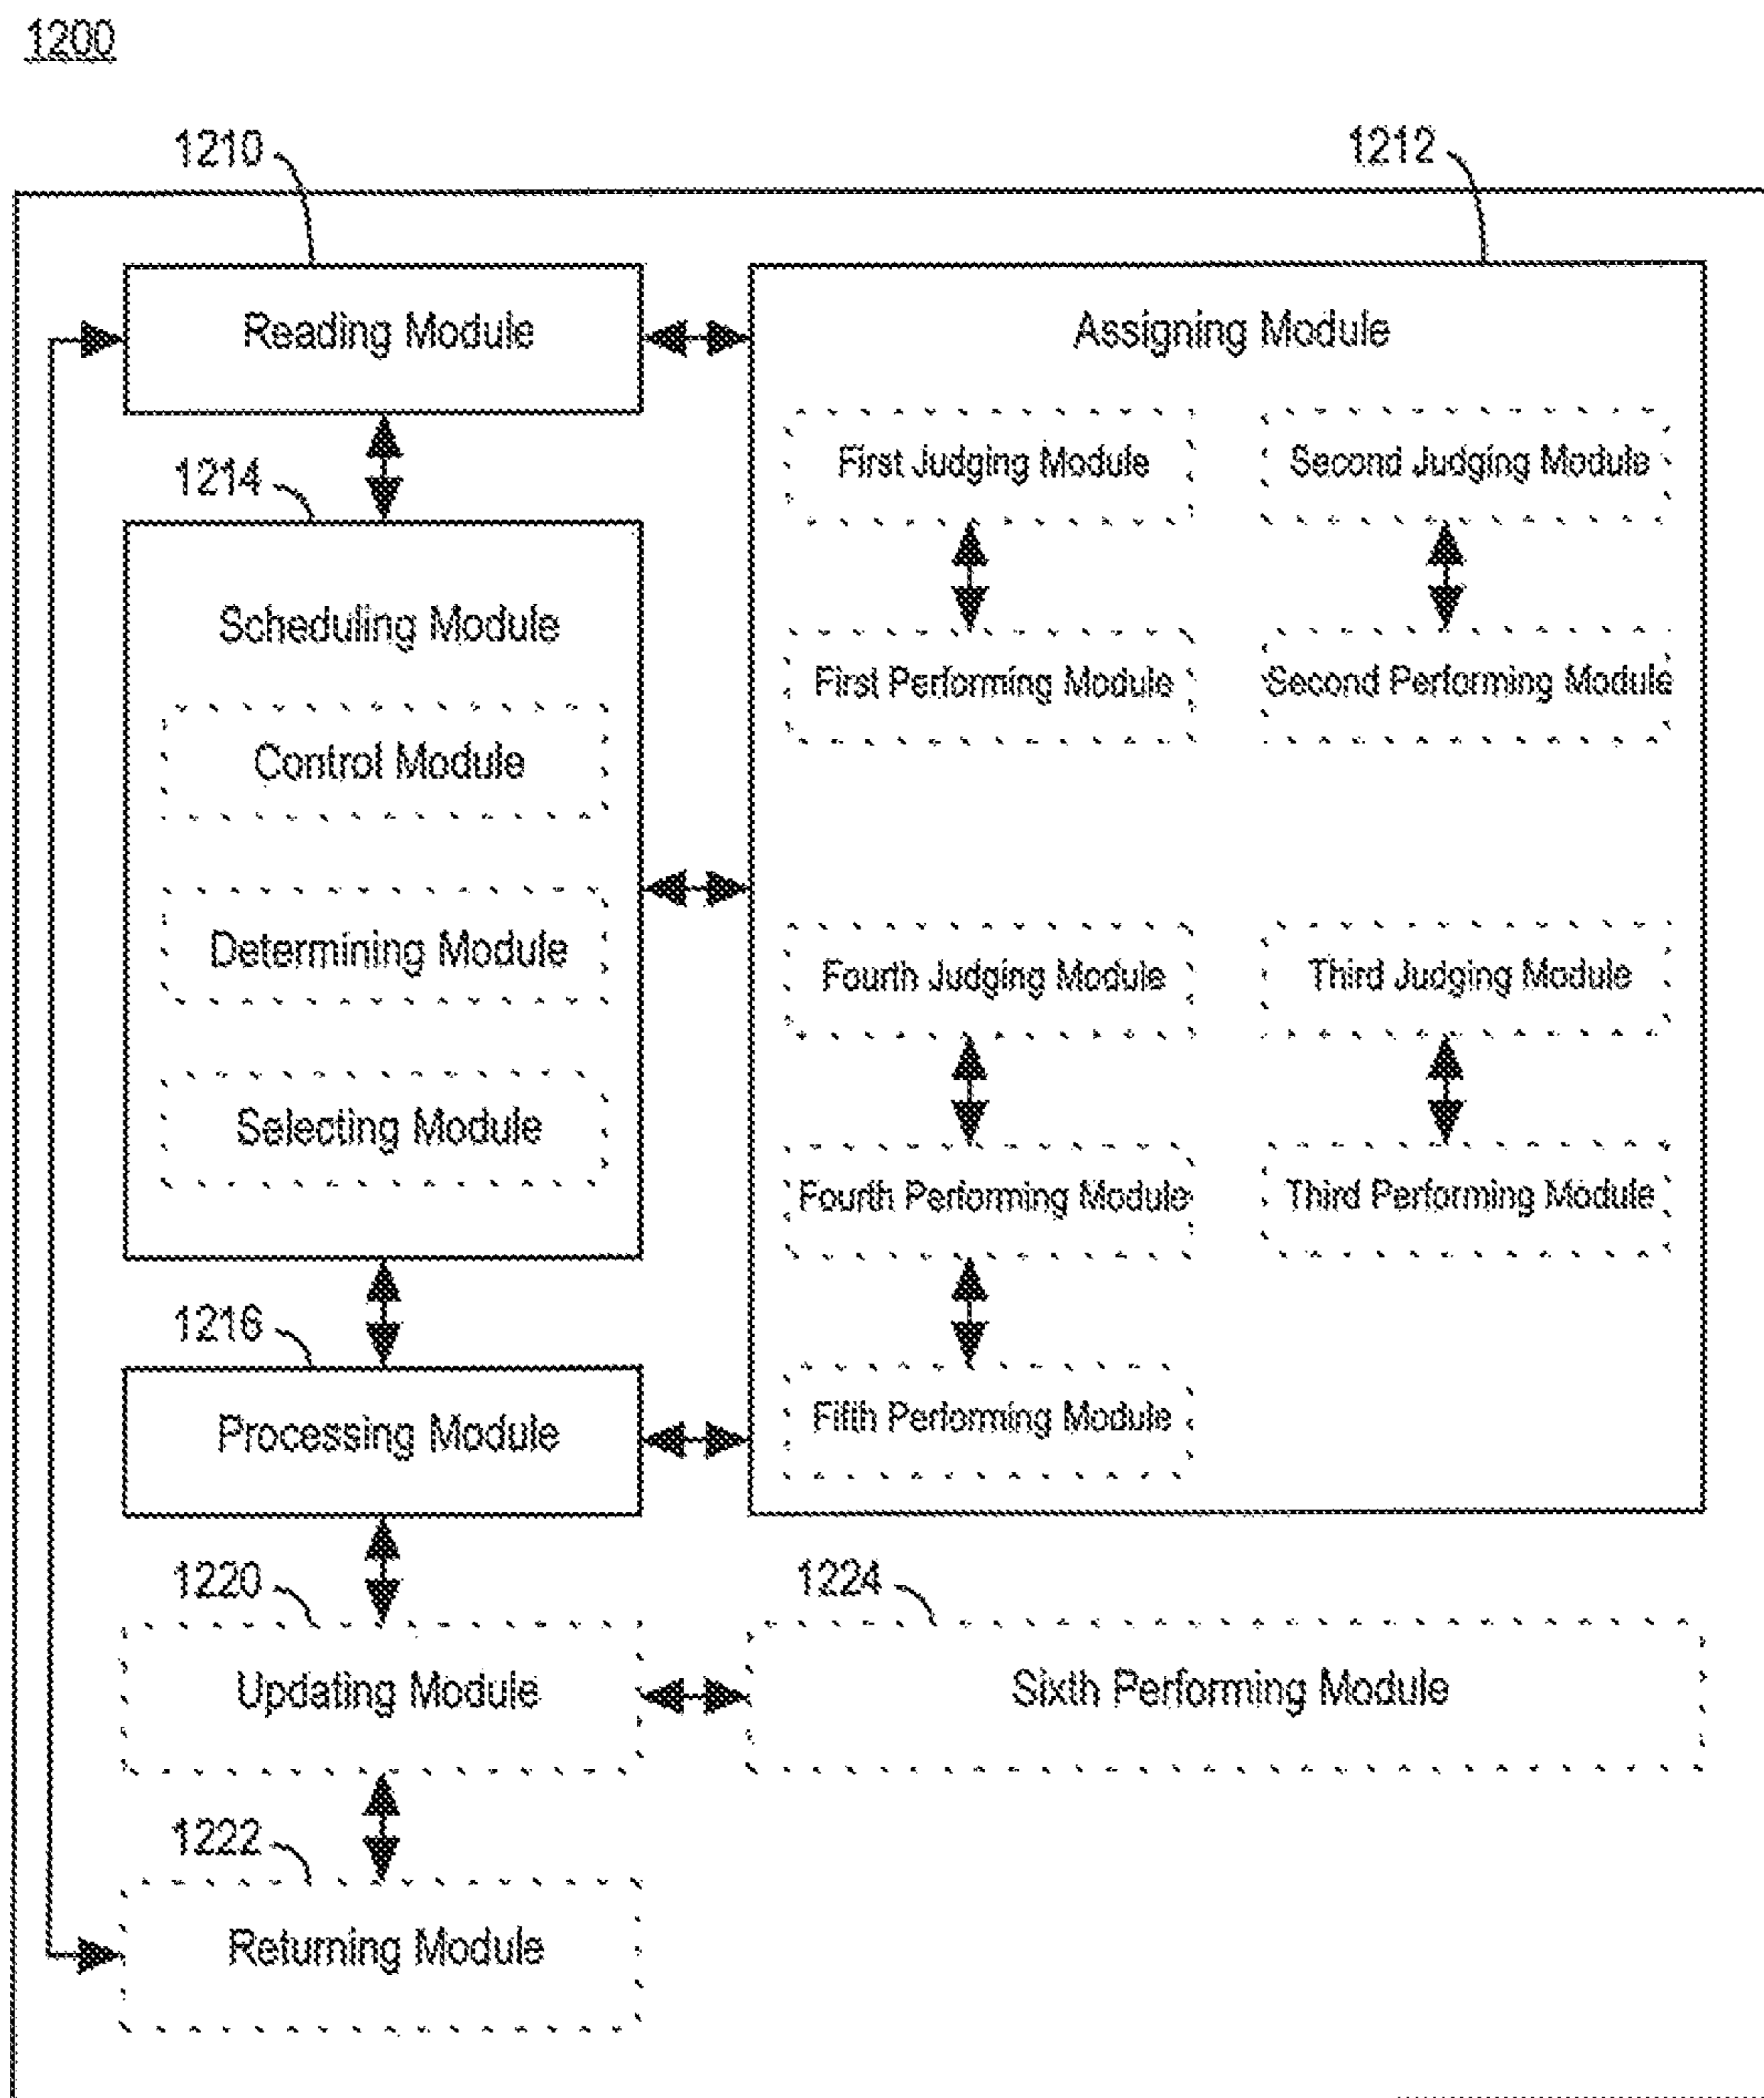 1200
1210
1212
Reading Module
Assigning Module
First Judging Module
Second Judging Module
1214
Scheduling Module
First Performing Module
Second Performing Module
Control Module
Determining Module
Fourth Judging Module
Third Judging Module
Selecting Module
Fourth Performing Module
Third Performing Module
1216
Processing Module
Fifth Performing Module
1220
1224
Updating Module
Sixth Performing Module
1222
Returning Module